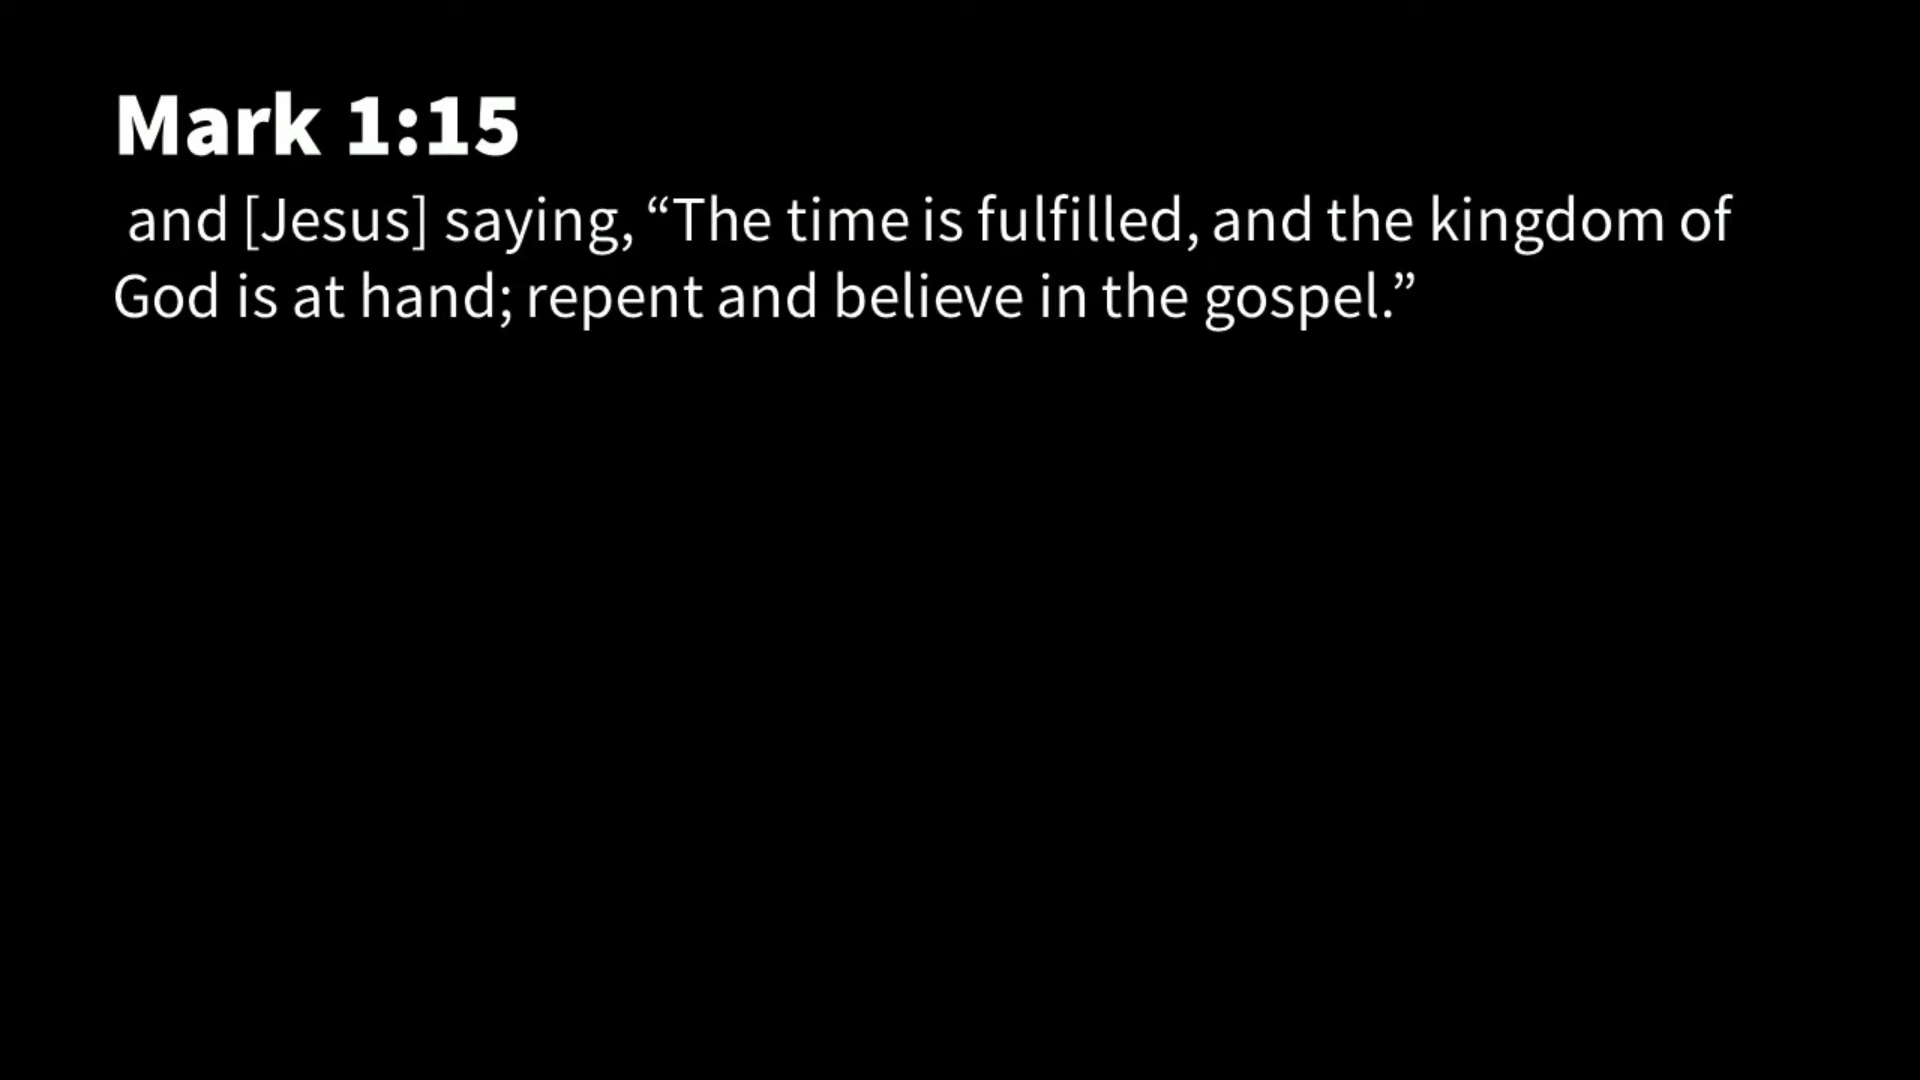 Mark 1:15
and [Jesus] saying, “The time is fulfilled, and the kingdom of
God is at hand; repent and believe in the gospel.”